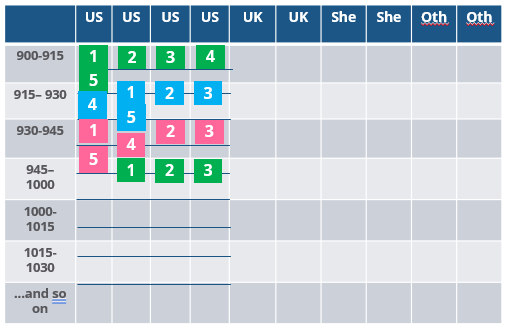 US US US US UK UK She She Oth Oth
900-915 1 2 3 4
5
915– 930 4 1 2 3
5
930-945 1 2 3
4
5
945–
1000 1 2 3
1000-
1015
1015-
1030
...and so
on